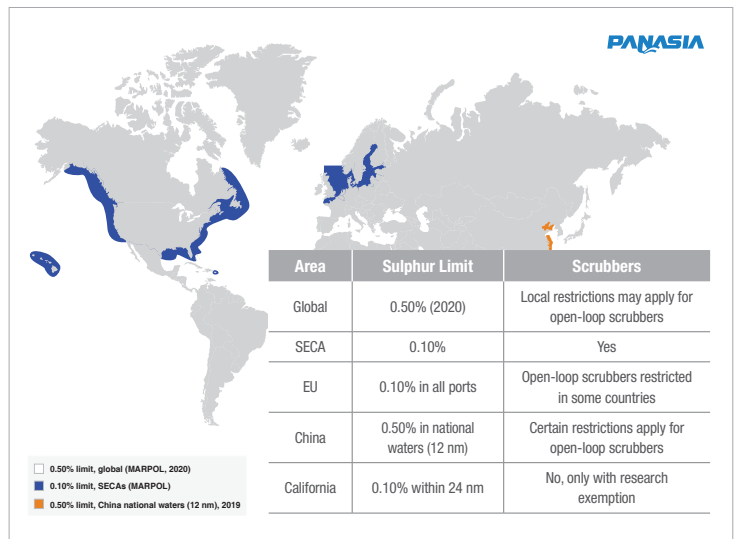 PANASIA
Area Sulphur Limit Scrubbers
Global 0.50% (2020) Local restrictions may apply for
open-loop scrubbers
SECA 0.10% Yes
EU 0.10% in all ports Open-loop scrubbers restricted
in some countries
China 0.50% in national
waters (12 nm) Certain restrictions apply for
open-loop scrubbers
California 0.10% within 24 nm No, only with research
exemption
0.50% limit, global (MARPOL, 2020)
0.10% limit, SECAs (MARPOL)
0.50% limit, China national waters (12 nm), 2019